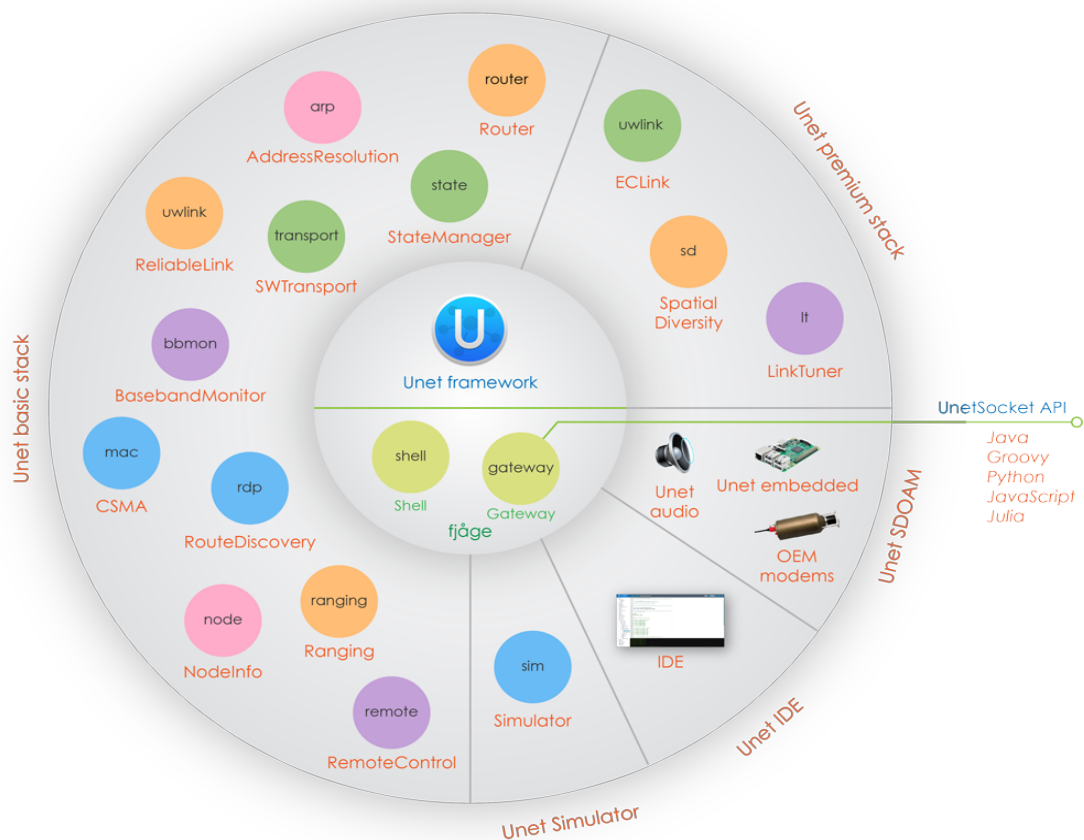 router
Router
arp
AddressResolution
state
StateManager
uwlink
ReliableLink
transport
SWTransport
bbmon
BasebandMonitor
mac
CSMA
rdp
RouteDiscovery
node
NodeInfo
ranging
Ranging
remote
RemoteControl
Unet basic stack
uwlink
ECLink
sd
Spatial
Diversity
lt
LinkTuner
Unet premium stack
U
Unet framework
shell
Shell
gateway
Gateway
fjåge
UnetSocket API
Java
Groovy
Python
JavaScript
Julia
Unet
audio
Unet embedded
OEM
modems
Unet SDOAM
IDE
Unet IDE
sim
Simulator
Unet Simulator